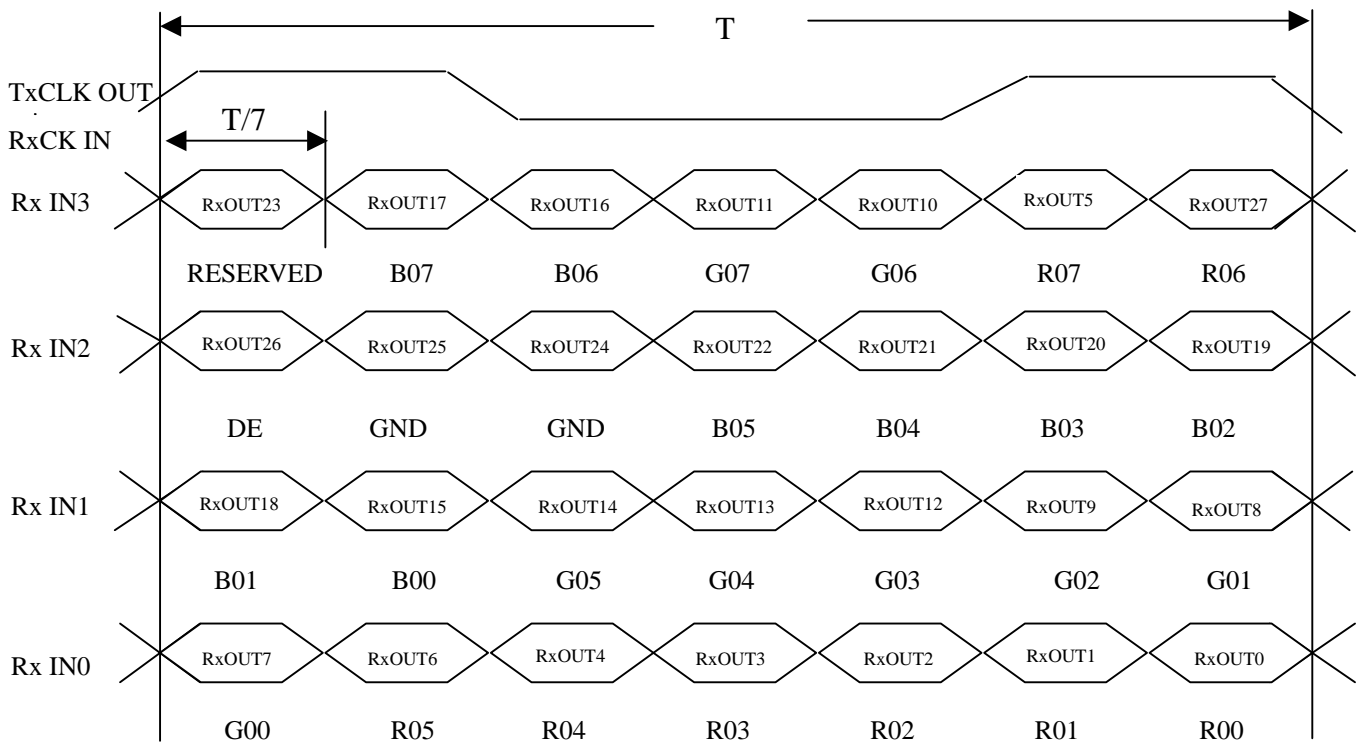 T
TxCLK OUT
T/7
RxCK IN
Rx IN3 RxOUT23 RxOUT17 RxOUT16 RxOUT11 RxOUT10 RxOUT5 RxOUT27
RESERVED B07 B06 G07 G06 R07 R06
Rx IN2 RxOUT26 RxOUT25 RxOUT24 RxOUT22 RxOUT21 RxOUT20 RxOUT19
DE GND GND B05 B04 B03 B02
Rx IN1 RxOUT18 RxOUT15 RxOUT14 RxOUT13 RxOUT12 RxOUT9 RxOUT8
B01 B00 G05 G04 G03 G02 G01
Rx IN0 RxOUT7 RxOUT6 RxOUT4 RxOUT3 RxOUT2 RxOUT1 RxOUT0
G00 R05 R04 R03 R02 R01 R00